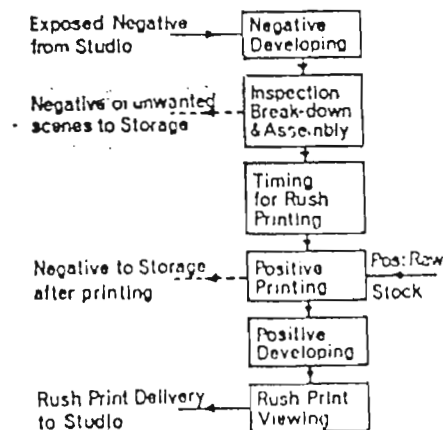 Exposed Negative
from Studio
Negative
Developing
Negative of unwanted
scenes to Storage
Inspection
Break-down
& Assembly
Timing
for Rush
Printing
Negative to Storage
after printing
Positive
Printing
Pos: Raw
Stock
Positive
Developing
Rush Print Delivery
to Studio
Rush Print
Viewing